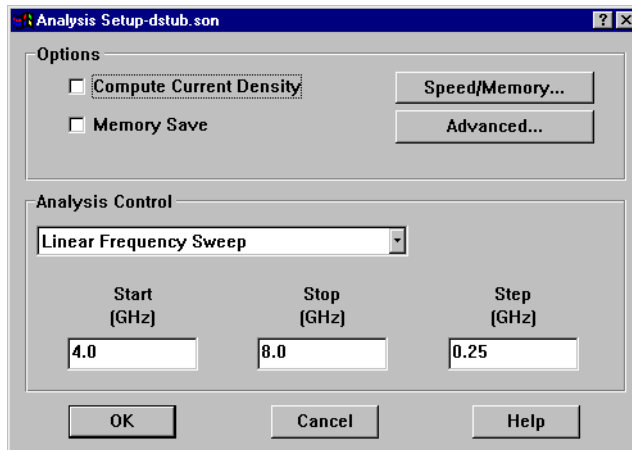 Analysis Setup-dstub.son
Options
Compute Current Density
Speed/Memory...
Memory Save
Advanced...
Analysis Control
Linear Frequency Sweep
Start Stop Step
(GHz) (GHz) (GHz)
4.0 8.0 0.25
OK Cancel Help